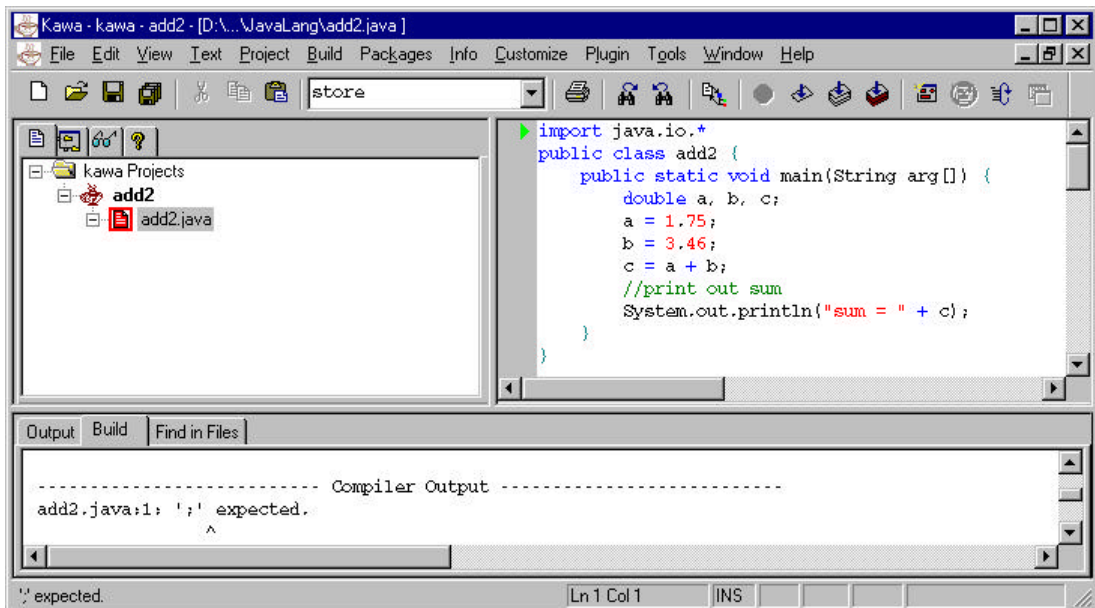 Kawa - kawa - add2 - [D:\...\JavaLang\add2.java ]
File Edit View Text Project Build Packages Info Customize Plugin Tools Window Help
store
kawa Projects
add2
add2.java
import java.io.*
public class add2 {
public static void main(String arg[]) {
double a, b, c;
a = 1.75;
b = 3.46;
c = a + b;
//print out sum
System.out.println("sum = " + c);
}
}
Output Build Find in Files
--------------------------- Compiler Output ---------------------------
add2.java:1: ';' expected.
^
';' expected.
Ln 1 Col 1
INS